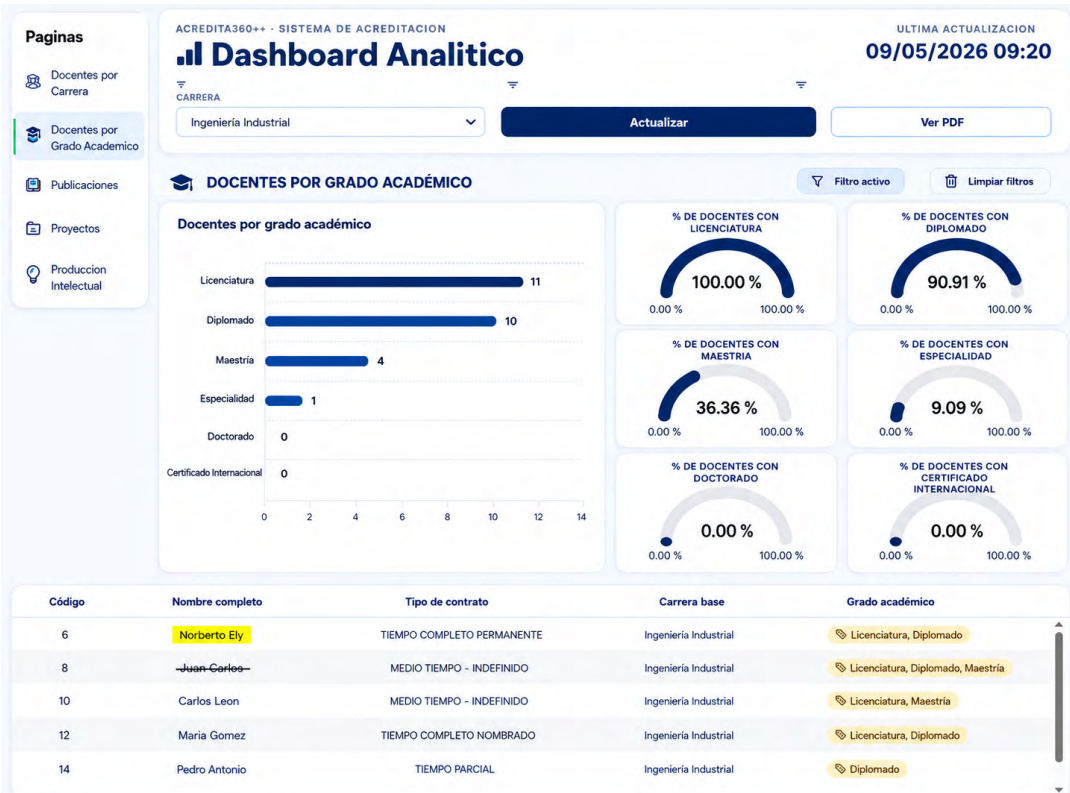 Paginas
Docentes por
Carrera
Docentes por
Grado Academico
Publicaciones
Proyectos
Produccion
Intelectual
ACREDITA360++ · SISTEMA DE ACREDITACION
Dashboard Analitico
ULTIMA ACTUALIZACION
09/05/2026 09:20
CARRERA
Ingeniería Industrial
Actualizar
Ver PDF
DOCENTES POR GRADO ACADÉMICO
Filtro activo
Limpiar filtros
Docentes por grado académico
Licenciatura 11
Diplomado 10
Maestría 4
Especialidad 1
Doctorado 0
Certificado Internacional 0
0 2 4 6 8 10 12 14
% DE DOCENTES CON
LICENCIATURA
100.00 %
0.00 % 100.00 %
% DE DOCENTES CON
DIPLOMADO
90.91 %
0.00 % 100.00 %
% DE DOCENTES CON
MAESTRIA
36.36 %
0.00 % 100.00 %
% DE DOCENTES CON
ESPECIALIDAD
9.09 %
0.00 % 100.00 %
% DE DOCENTES CON
DOCTORADO
0.00 %
0.00 % 100.00 %
% DE DOCENTES CON
CERTIFICADO
INTERNACIONAL
0.00 %
0.00 % 100.00 %
Código Nombre completo Tipo de contrato Carrera base Grado académico
6 Norberto Ely TIEMPO COMPLETO PERMANENTE Ingeniería Industrial Licenciatura, Diplomado
8 Juan Carlos MEDIO TIEMPO - INDEFINIDO Ingeniería Industrial Licenciatura, Diplomado, Maestría
10 Carlos Leon MEDIO TIEMPO - INDEFINIDO Ingeniería Industrial Licenciatura, Maestría
12 Maria Gomez TIEMPO COMPLETO NOMBRADO Ingeniería Industrial Licenciatura, Diplomado
14 Pedro Antonio TIEMPO PARCIAL Ingeniería Industrial Diplomado